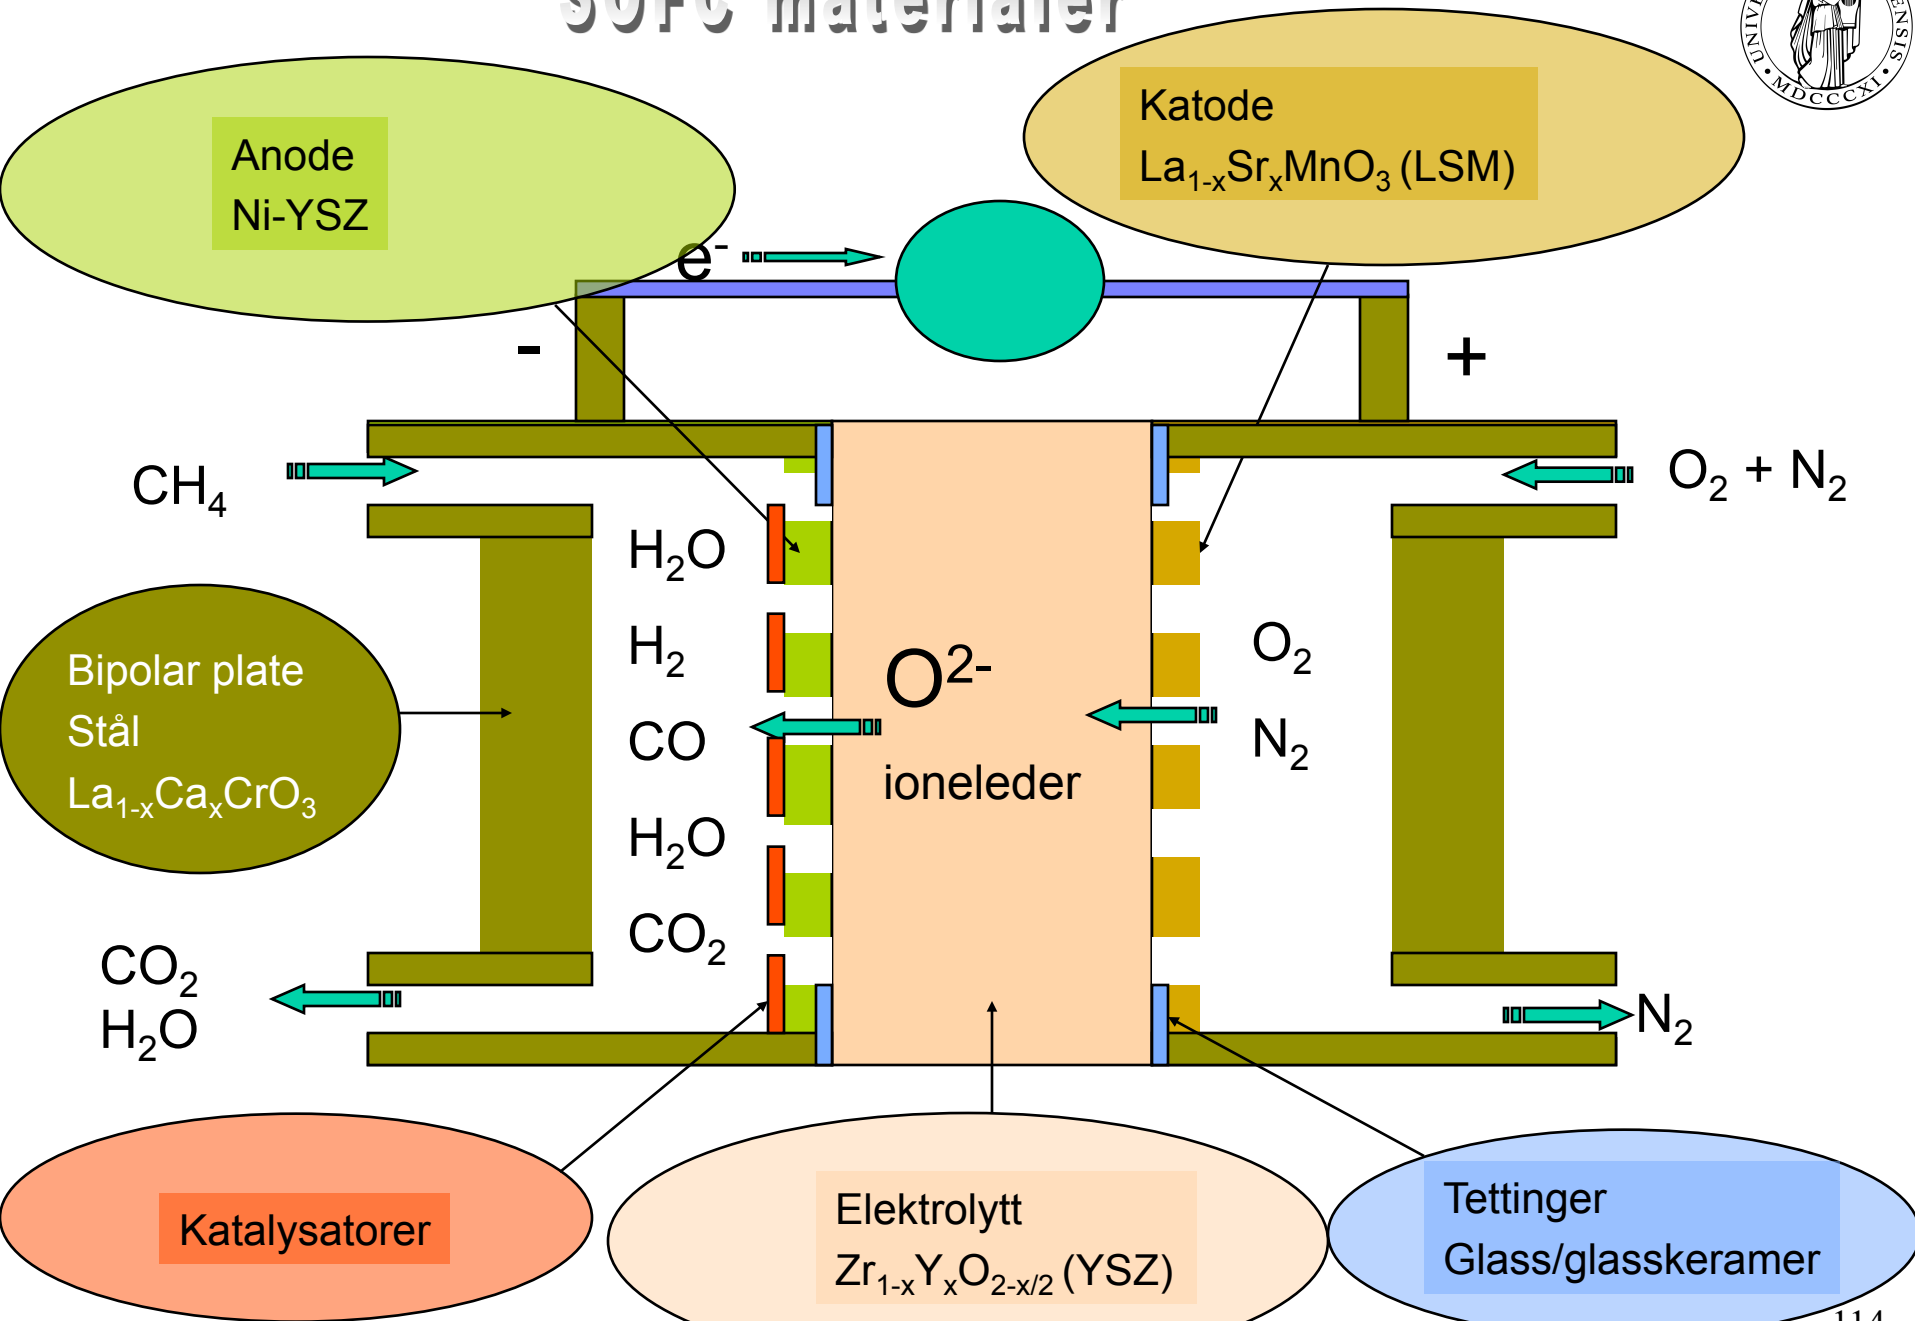 SOFC materialer
Anode
Ni-YSZ
Katode
La1-xSrxMnO3 (LSM)
MDCCCXI
e-
-
+
CH4
O2 + N2
H2O
H2
CO
H2O
CO2
O2-
ioneleder
O2
N2
Bipolar plate
Stål
La1-xCaxCrO3
CO2
H2O
N2
Katalysatorer
Elektrolytt
Zr1-xYxO2-x/2 (YSZ)
Tettinger
Glass/glasskeramer
114